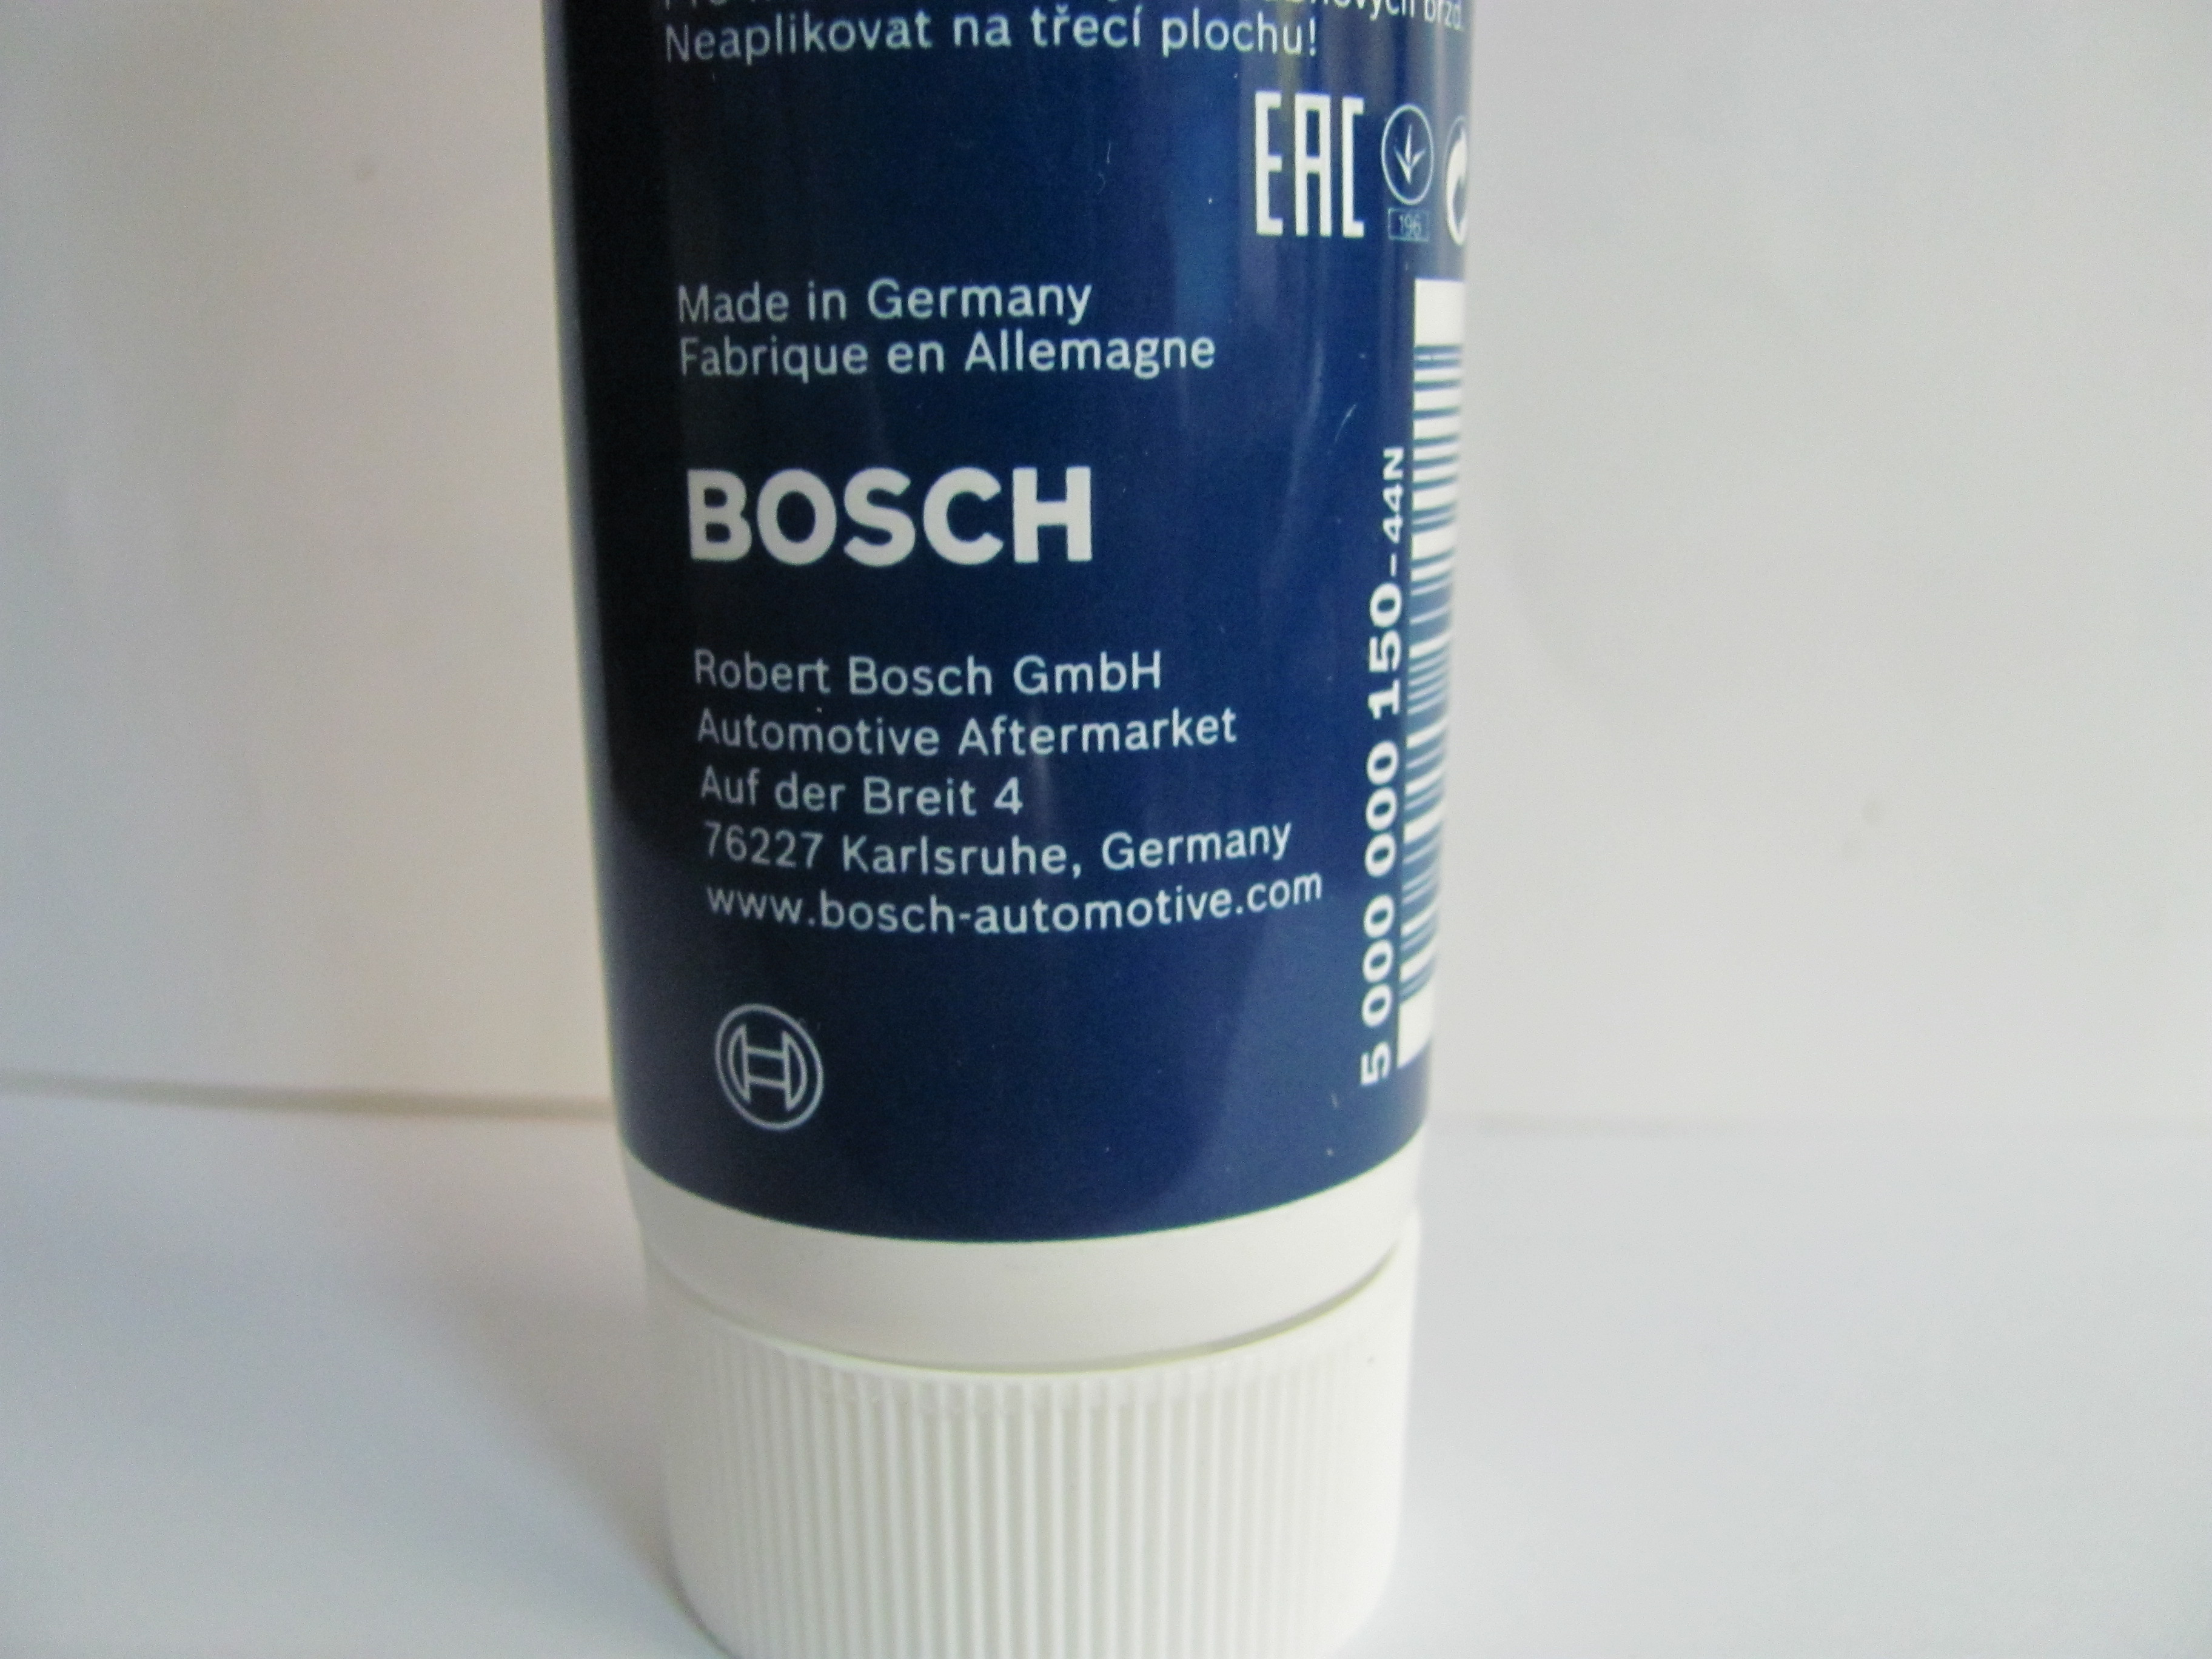 Neaplikovat na třecí plochu!
EAC
196
Made in Germany
Fabrique en Allemagne
BOSCH
Robert Bosch GmbH
Automotive Aftermarket
Auf der Breit 4
76227 Karlsruhe, Germany
www.bosch-automotive.com
5 000 000 150-44N